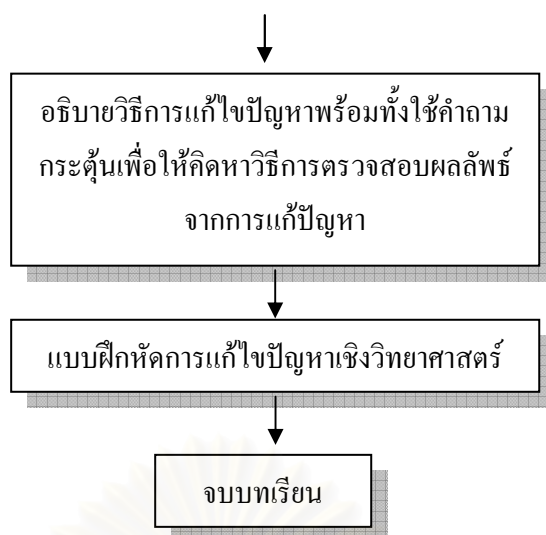 อธิบายวิธีการแก้ไขปัญหาพร้อมทั้งใช้คำถาม
กระตุ้นเพื่อให้คิดหาวิธีการตรวจสอบผลลัพธ์
จากการแก้ปัญหา
แบบฝึกหัดการแก้ไขปัญหาเชิงวิทยาศาสตร์
จบบทเรียน